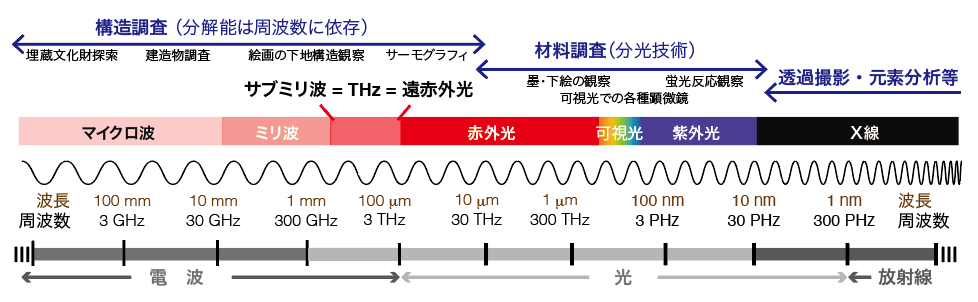 構造調査（分解能は周波数に依存）
埋蔵文化財探索 建造物調査 絵画の下地構造観察 サーモグラフィ
材料調査（分光技術）
墨・下絵の観察 蛍光反応観察
可視光での各種顕微鏡
透過撮影・元素分析等
サブミリ波 = THz = 遠赤外光
マイクロ波 ミリ波 赤外光 可視光 紫外光 X線
波長 100 mm 10 mm 1 mm 100 μm 10 μm 1 μm 100 nm 10 nm 1 nm 波長
周波数 3 GHz 30 GHz 300 GHz 3 THz 30 THz 300 THz 3 PHz 30 PHz 300 PHz 周波数
電波 光 放射線